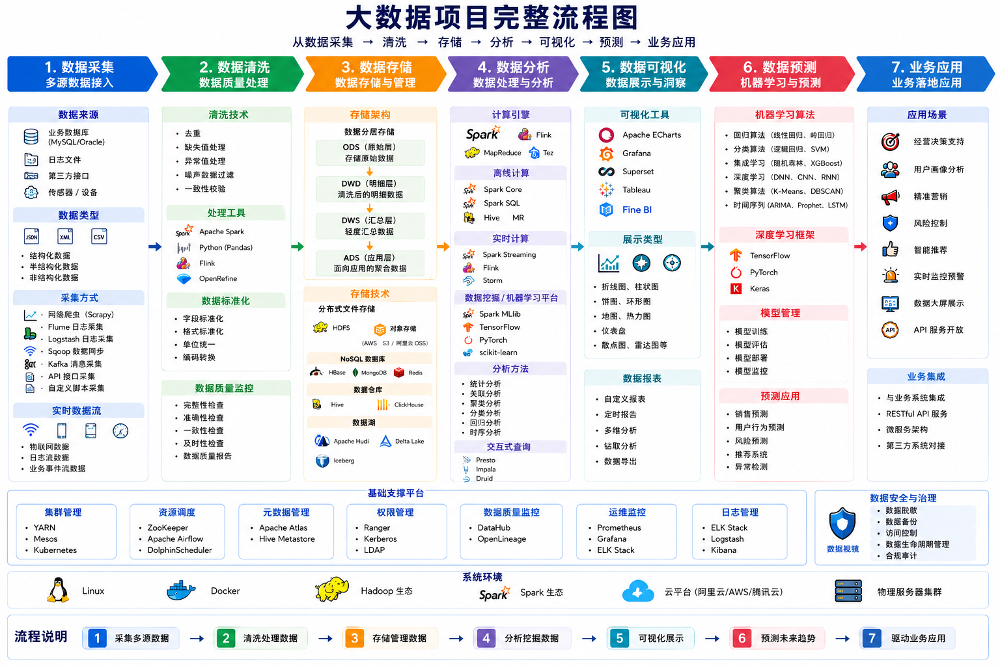 大数据项目完整流程图
从数据采集 → 清洗 → 存储 → 分析 → 可视化 → 预测 → 业务应用
1. 数据采集
多源数据接入
2. 数据清洗
数据质量处理
3. 数据存储
数据存储与管理
4. 数据分析
数据处理与分析
5. 数据可视化
数据展示与洞察
6. 数据预测
机器学习与预测
7. 业务应用
业务落地应用
数据来源
业务数据库
(MySQL/Oracle)
日志文件
第三方接口
传感器 / 设备
数据类型
JSON
XML
CSV
• 结构化数据
• 半结构化数据
• 非结构化数据
采集方式
· 网络爬虫（Scrapy）
· Flume 日志采集
· Logstash 日志采集
· Sqoop 数据同步
· Kafka 消息采集
· API 接口采集
· 自定义脚本采集
实时数据流
• 物联网数据
• 日志流数据
• 业务事件流数据
清洗技术
• 去重
• 缺失值处理
• 异常值处理
• 噪声数据过滤
• 一致性校验
处理工具
Spark
Apache Spark
Python (Pandas)
Flink
OpenRefine
数据标准化
• 字段标准化
• 格式标准化
• 单位统一
• 编码转换
数据质量监控
• 完整性检查
• 准确性检查
• 一致性检查
• 及时性检查
• 数据质量报告
存储架构
数据分层存储
ODS（原始层）
存储原始数据
DWD（明细层）
清洗后的明细数据
DWS（汇总层）
轻度汇总数据
ADS（应用层）
面向应用的聚合数据
存储技术
分布式文件存储
HDFS
对象存储
（AWS S3 / 阿里云 OSS）
NoSQL 数据库
HBase
MongoDB
Redis
数据仓库
Hive
ClickHouse
数据湖
Apache Hudi
Delta Lake
Iceberg
计算引擎
Spark
Flink
MapReduce
Tez
离线计算
Spark Core
Spark SQL
Hive MR
实时计算
Spark Streaming
Flink
Storm
数据挖掘 / 机器学习平台
Spark MLlib
TensorFlow
PyTorch
scikit-learn
分析方法
• 统计分析
• 关联分析
• 聚类分析
• 分类分析
• 回归分析
• 时序分析
交互式查询
Presto
Impala
Druid
可视化工具
Apache ECharts
Grafana
Superset
Tableau
Fine BI
展示类型
• 折线图、柱状图
• 饼图、环形图
• 地图、热力图
• 仪表盘
• 散点图、雷达图等
数据报表
• 自定义报表
• 定时报告
• 多维分析
• 钻取分析
• 数据导出
机器学习算法
• 回归算法（线性回归、岭回归）
• 分类算法（逻辑回归、SVM）
• 集成学习（随机森林、XGBoost）
• 深度学习（DNN、CNN、RNN）
• 聚类算法（K-Means、DBSCAN）
• 时间序列 (ARIMA、Prophet、LSTM)
深度学习框架
TensorFlow
PyTorch
K
Keras
模型管理
• 模型训练
• 模型评估
• 模型部署
• 模型监控
预测应用
• 销售预测
• 用户行为预测
• 风险预测
• 推荐系统
• 异常检测
应用场景
经营决策支持
用户画像分析
精准营销
风险控制
智能推荐
实时监控预警
数据大屏展示
API
API 服务开放
业务集成
• 与业务系统集成
• RESTful API 服务
• 微服务架构
• 第三方系统对接
基础支撑平台
集群管理
• YARN
• Mesos
• Kubernetes
资源调度
• ZooKeeper
• Apache Airflow
• DolphinScheduler
元数据管理
• Apache Atlas
• Hive Metastore
权限管理
• Ranger
• Kerberos
• LDAP
数据质量监控
• DataHub
• OpenLineage
运维监控
• Prometheus
• Grafana
• ELK Stack
日志管理
• ELK Stack
• Logstash
• Kibana
数据安全与治理
• 数据脱敏
• 数据备份
• 访问控制
• 数据生命周期管理
• 合规审计
系统环境
Linux
Docker
Hadoop 生态
Spark
Spark 生态
云平台 (阿里云/AWS/腾讯云)
物理服务器集群
流程说明
1 采集多源数据 →
2 清洗处理数据 →
3 存储管理数据 →
4 分析挖掘数据 →
5 可视化展示 →
6 预测未来趋势 →
7 驱动业务应用